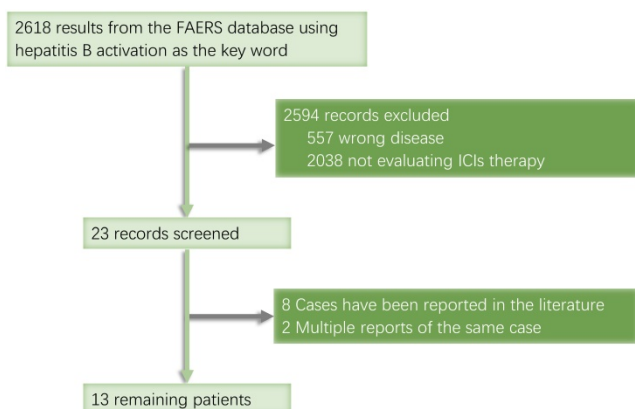 2618 results from the FAERS database using
hepatitis B activation as the key word
2594 records excluded
557 wrong disease
2038 not evaluating ICIs therapy
23 records screened
8 Cases have been reported in the literature
2 Multiple reports of the same case
13 remaining patients